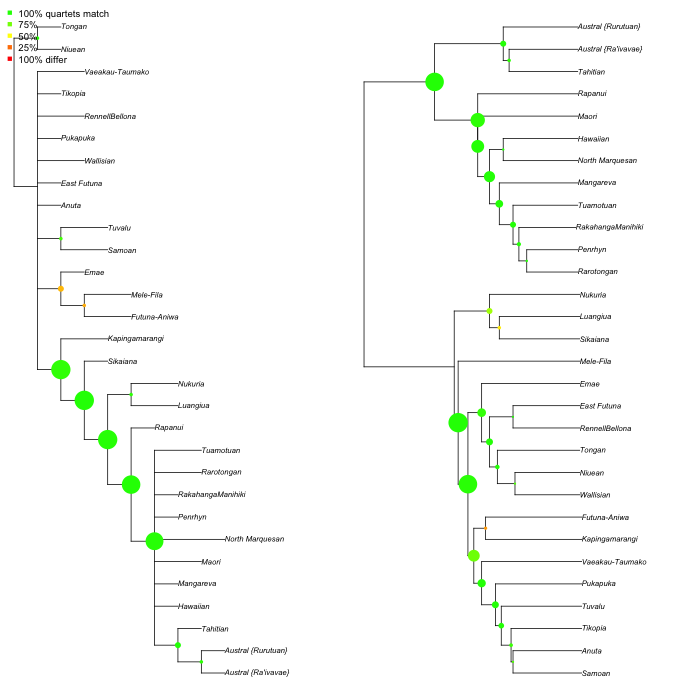 100% quartets match
75%
50%
25%
100% differ
Tongan
Niuean
Vaeakau-Taumako
Tikopia
RennellBellona
Pukapuka
Wallisian
East Futuna
Anuta
Tuvalu
Samoan
Emae
Mele-Fila
Futuna-Aniwa
Kapingamarangi
Sikaiana
Nukuria
Luangiua
Rapanui
Tuamotuan
Rarotongan
RakahangaManihiki
Penrhyn
North Marquesan
Maori
Mangareva
Hawaiian
Tahitian
Austral {Rurutuan}
Austral {Ra'ivavae}
Austral {Rurutuan}
Austral {Ra'ivavae}
Tahitian
Rapanui
Maori
Hawaiian
North Marquesan
Mangareva
Tuamotuan
RakahangaManihiki
Penrhyn
Rarotongan
Nukuria
Luangiua
Sikaiana
Mele-Fila
Emae
East Futuna
RennellBellona
Tongan
Niuean
Wallisian
Futuna-Aniwa
Kapingamarangi
Vaeakau-Taumako
Pukapuka
Tuvalu
Tikopia
Anuta
Samoan